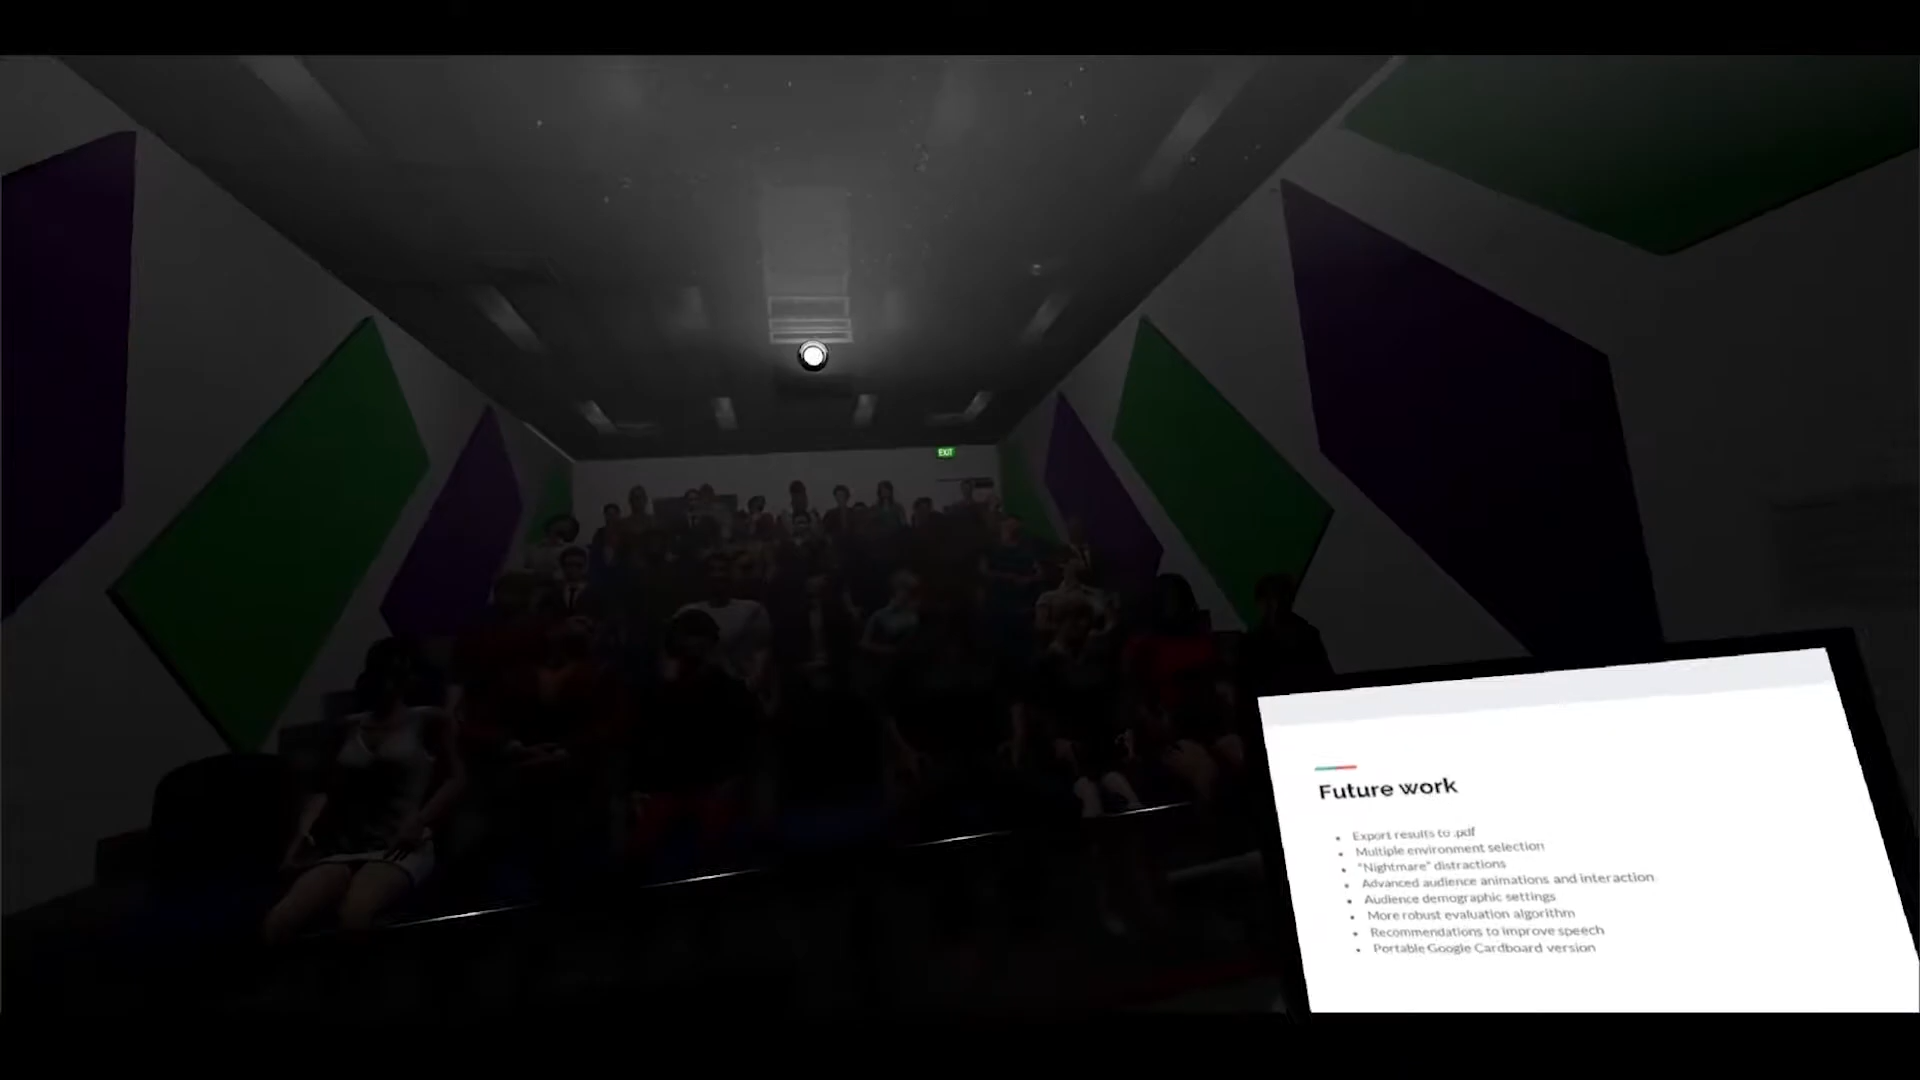 EXIT
Future work
Export results to .pdf
Multiple environment selection
"Nightmare" distractions
Advanced audience animations and interaction
Audience demographic settings
More robust evaluation algorithm
Recommendations to improve speech
Portable Google Cardboard version